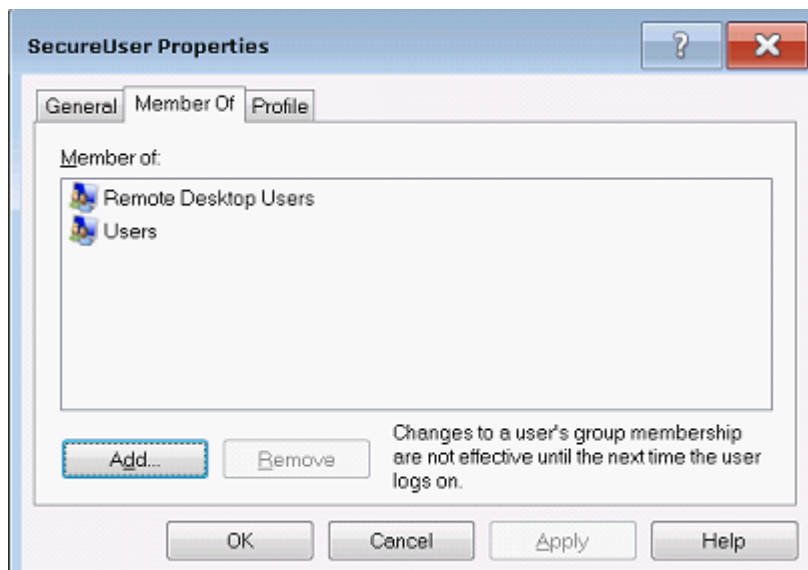 SecureUser Properties
?
General Member Of Profile
Member of:
Remote Desktop Users
Users
Add... Remove
Changes to a user's group membership
are not effective until the next time the user
logs on.
OK Cancel Apply Help